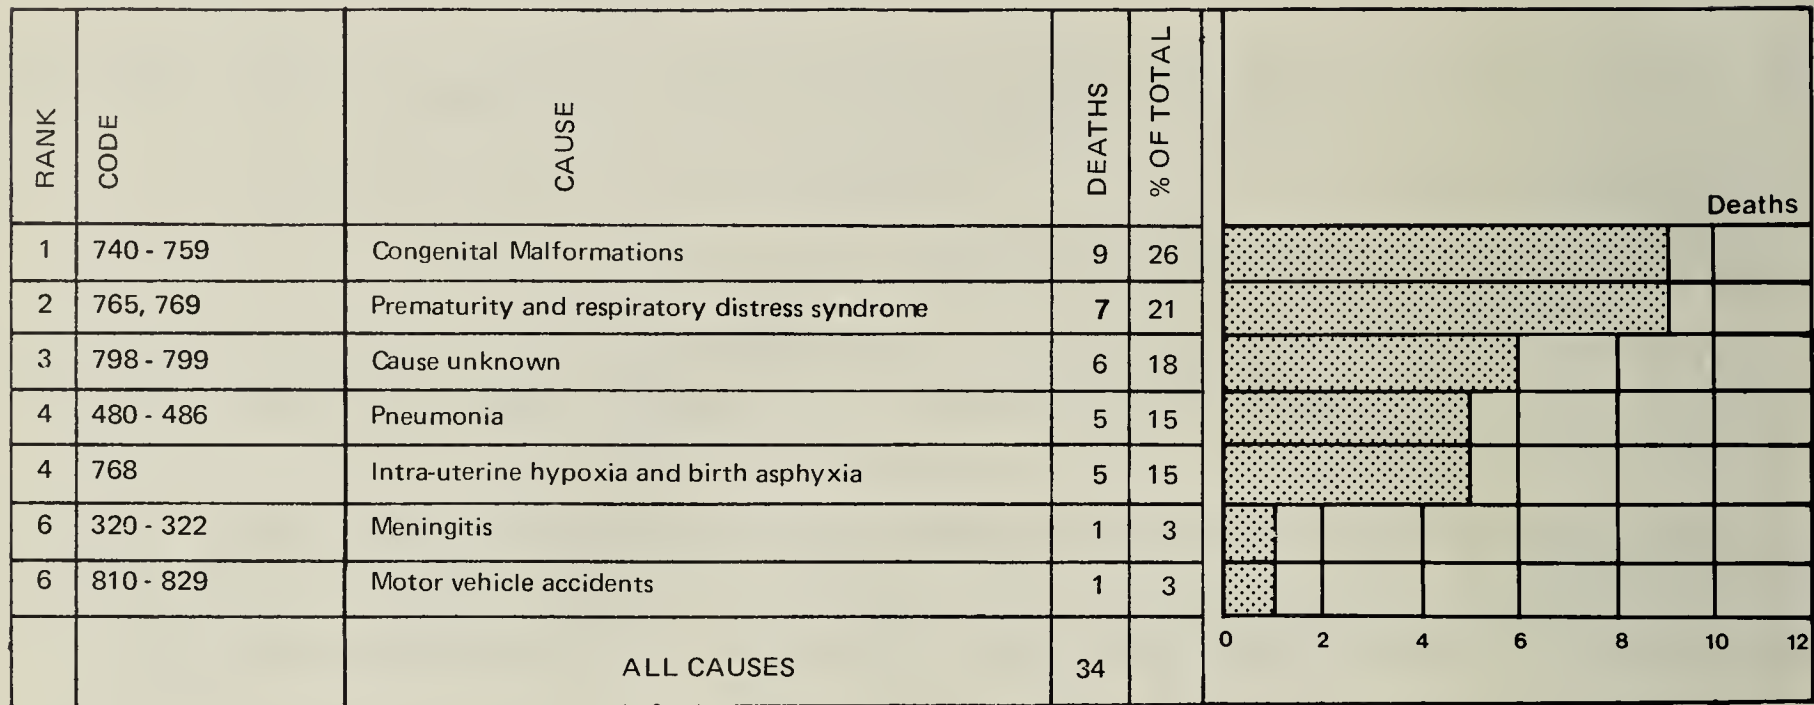 RANK CODE CAUSE DEATHS % OF TOTAL Deaths
1 740 - 759 Congenital Malformations 9 26
2 765, 769 Prematurity and respiratory distress syndrome 7 21
3 798 - 799 Cause unknown 6 18
4 480 - 486 Pneumonia 5 15
4 768 Intra-uterine hypoxia and birth asphyxia 5 15
6 320 - 322 Meningitis 1 3
6 810 - 829 Motor vehicle accidents 1 3
0 2 4 6 8 10 12
ALL CAUSES 34